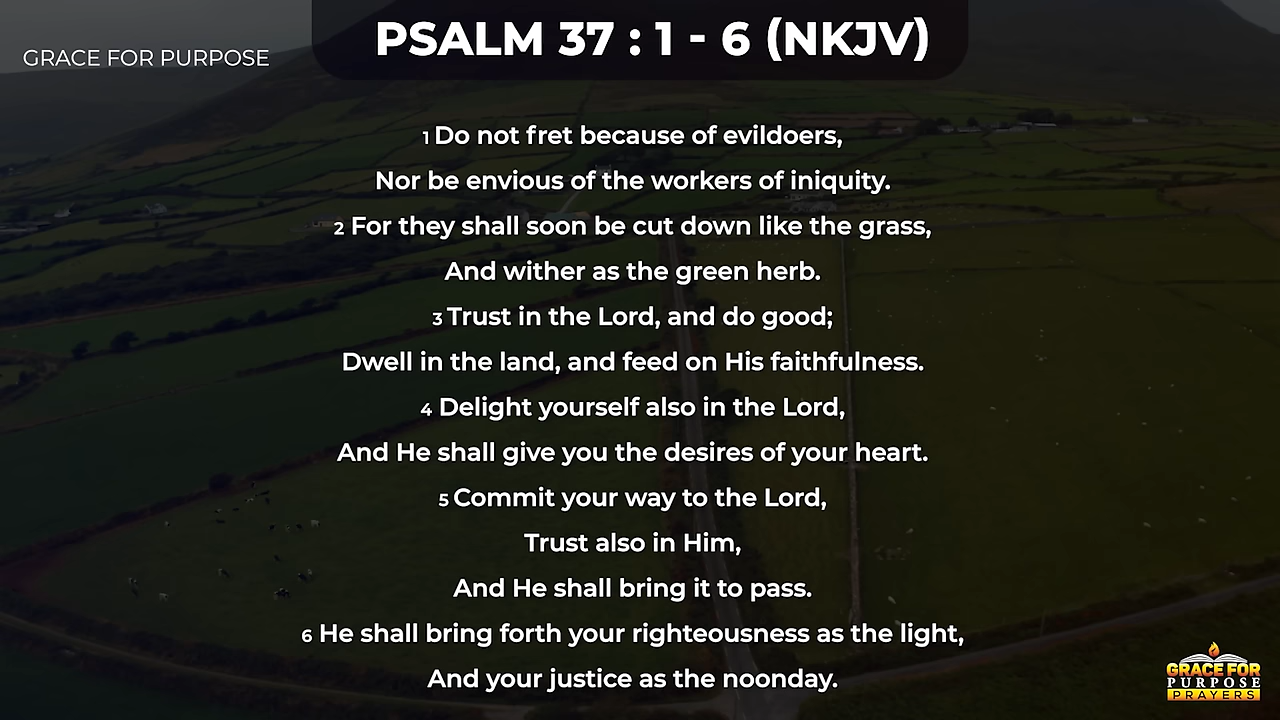 PSALM 37 : 1 - 6 (NKJV)
GRACE FOR PURPOSE
1 Do not fret because of evildoers,
Nor be envious of the workers of iniquity.
2 For they shall soon be cut down like the grass,
And wither as the green herb.
3 Trust in the Lord, and do good;
Dwell in the land, and feed on His faithfulness.
4 Delight yourself also in the Lord,
And He shall give you the desires of your heart.
5 Commit your way to the Lord,
Trust also in Him,
And He shall bring it to pass.
6 He shall bring forth your righteousness as the light,
And your justice as the noonday.
GRACE FOR
PURPOSE
PRAYERS